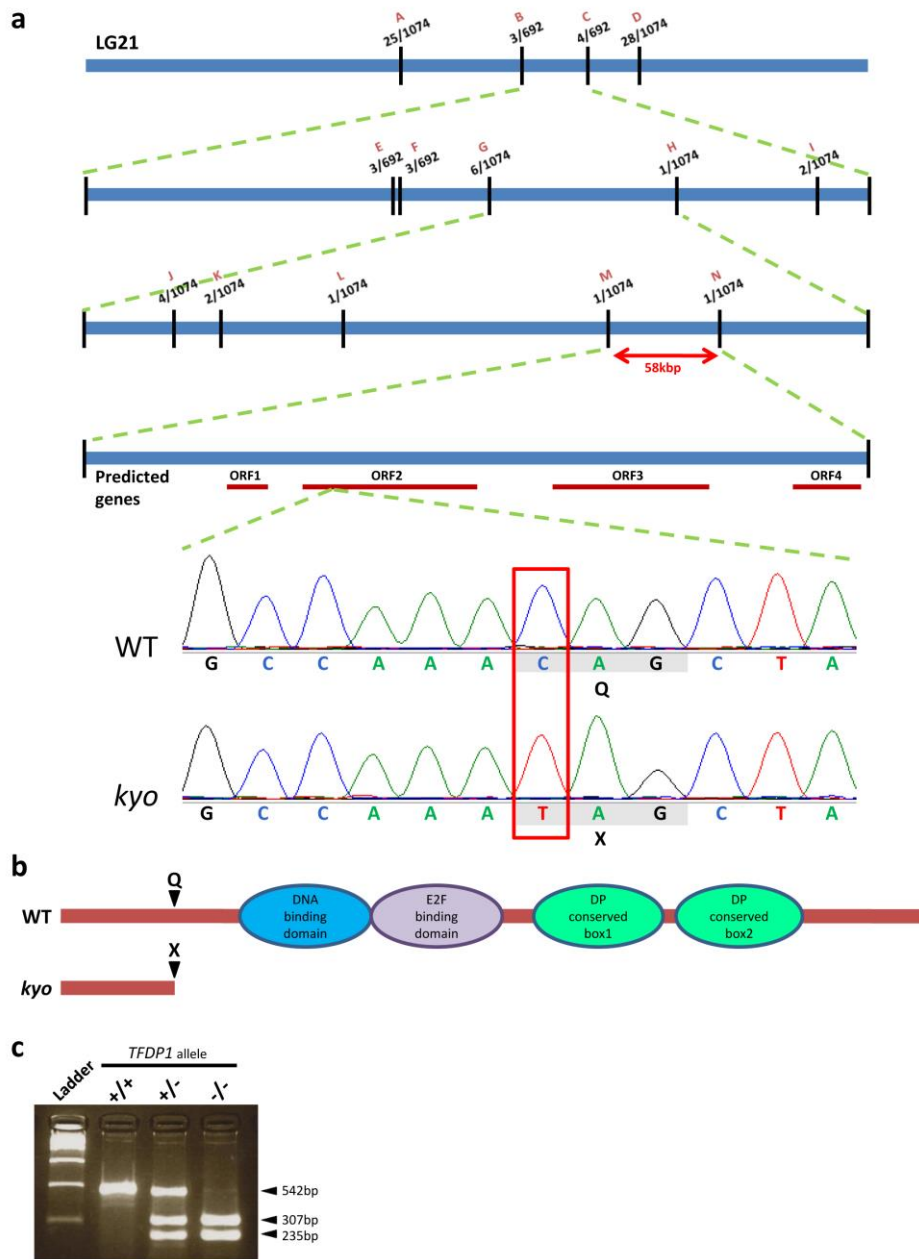 a
LG21
A B C D
25/1074 3/692 4/692 28/1074
E F G H I
3/692 3/692 6/1074 1/1074 2/1074
J K L M N
4/1074 2/1074 1/1074 1/1074 1/1074
58kbp
Predicted
genes
ORF1 ORF2 ORF3 ORF4
WT
G C C A A A C A G C T A
Q
kyo
G C C A A A T A G C T A
X
b
Q
WT
DNA
binding
domain
E2F
binding
domain
DP
conserved
box1
DP
conserved
box2
X
kyo
c
TFDP1 allele
Ladder +/+ +/- -/-
542bp
307bp
235bp